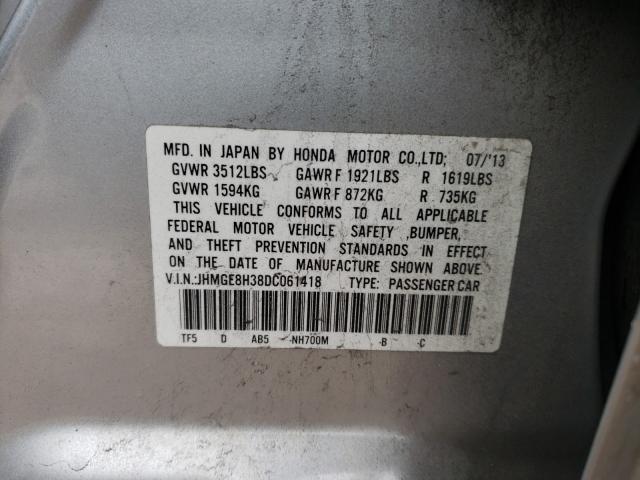 MFD. IN JAPAN BY HONDA MOTOR CO.,LTD; 07/'13
GVWR 3512LBS GAWR F 1921LBS R 1619LBS
GVWR 1594KG GAWR F 872KG R 735KG
THIS VEHICLE CONFORMS TO ALL APPLICABLE
FEDERAL MOTOR VEHICLE SAFETY ,BUMPER,
AND THEFT PREVENTION STANDARDS IN EFFECT
ON THE DATE OF MANUFACTURE SHOWN ABOVE.
V.I.N.:JHMGE8H38DC061418 TYPE: PASSENGER CAR
TF5 D AB5 -NH700M -B -C